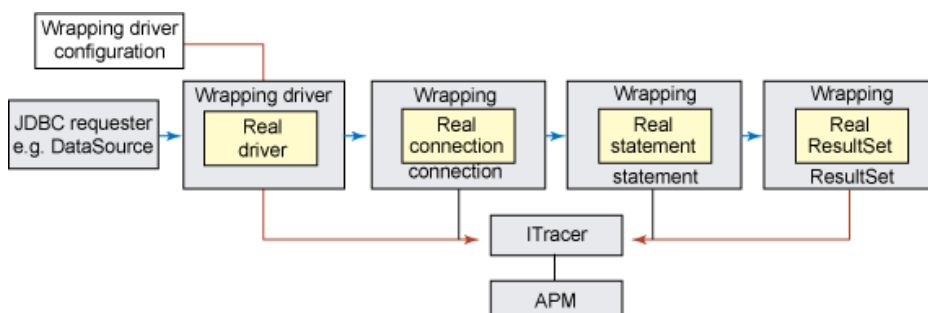 Wrapping driver
configuration
JDBC requester
e.g. DataSource
Wrapping driver
Real
driver
Wrapping
Real
connection
connection
Wrapping
Real
statement
statement
Wrapping
Real
ResultSet
ResultSet
ITracer
APM